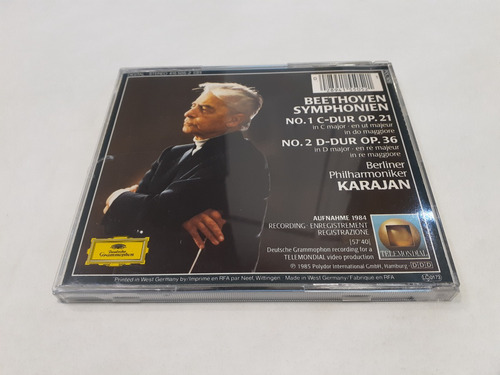 BEETHOVEN
SYMPHONIEN
NO. 1 C-DUR OP. 21
in C major · en ut majeur
in do maggiore
NO. 2 D-DUR OP. 36
in D major · en re majeur
in re maggiore
Berliner
Philharmoniker
KARAJAN
AUFNAHME 1984
RECORDING · ENREGISTREMENT
REGISTRAZIONE
[57'40]
Deutsche Grammophon recording for a
TELEMONDIAL video production
℗ 1985 Polydor International GmbH, Hamburg
DDD
TELEMONDIAL
Deutsche
Grammophon
Printed in West Germany by/Imprimé en RFA par Neef, Wittingen · Made in West Germany/Fabriqué en RFA